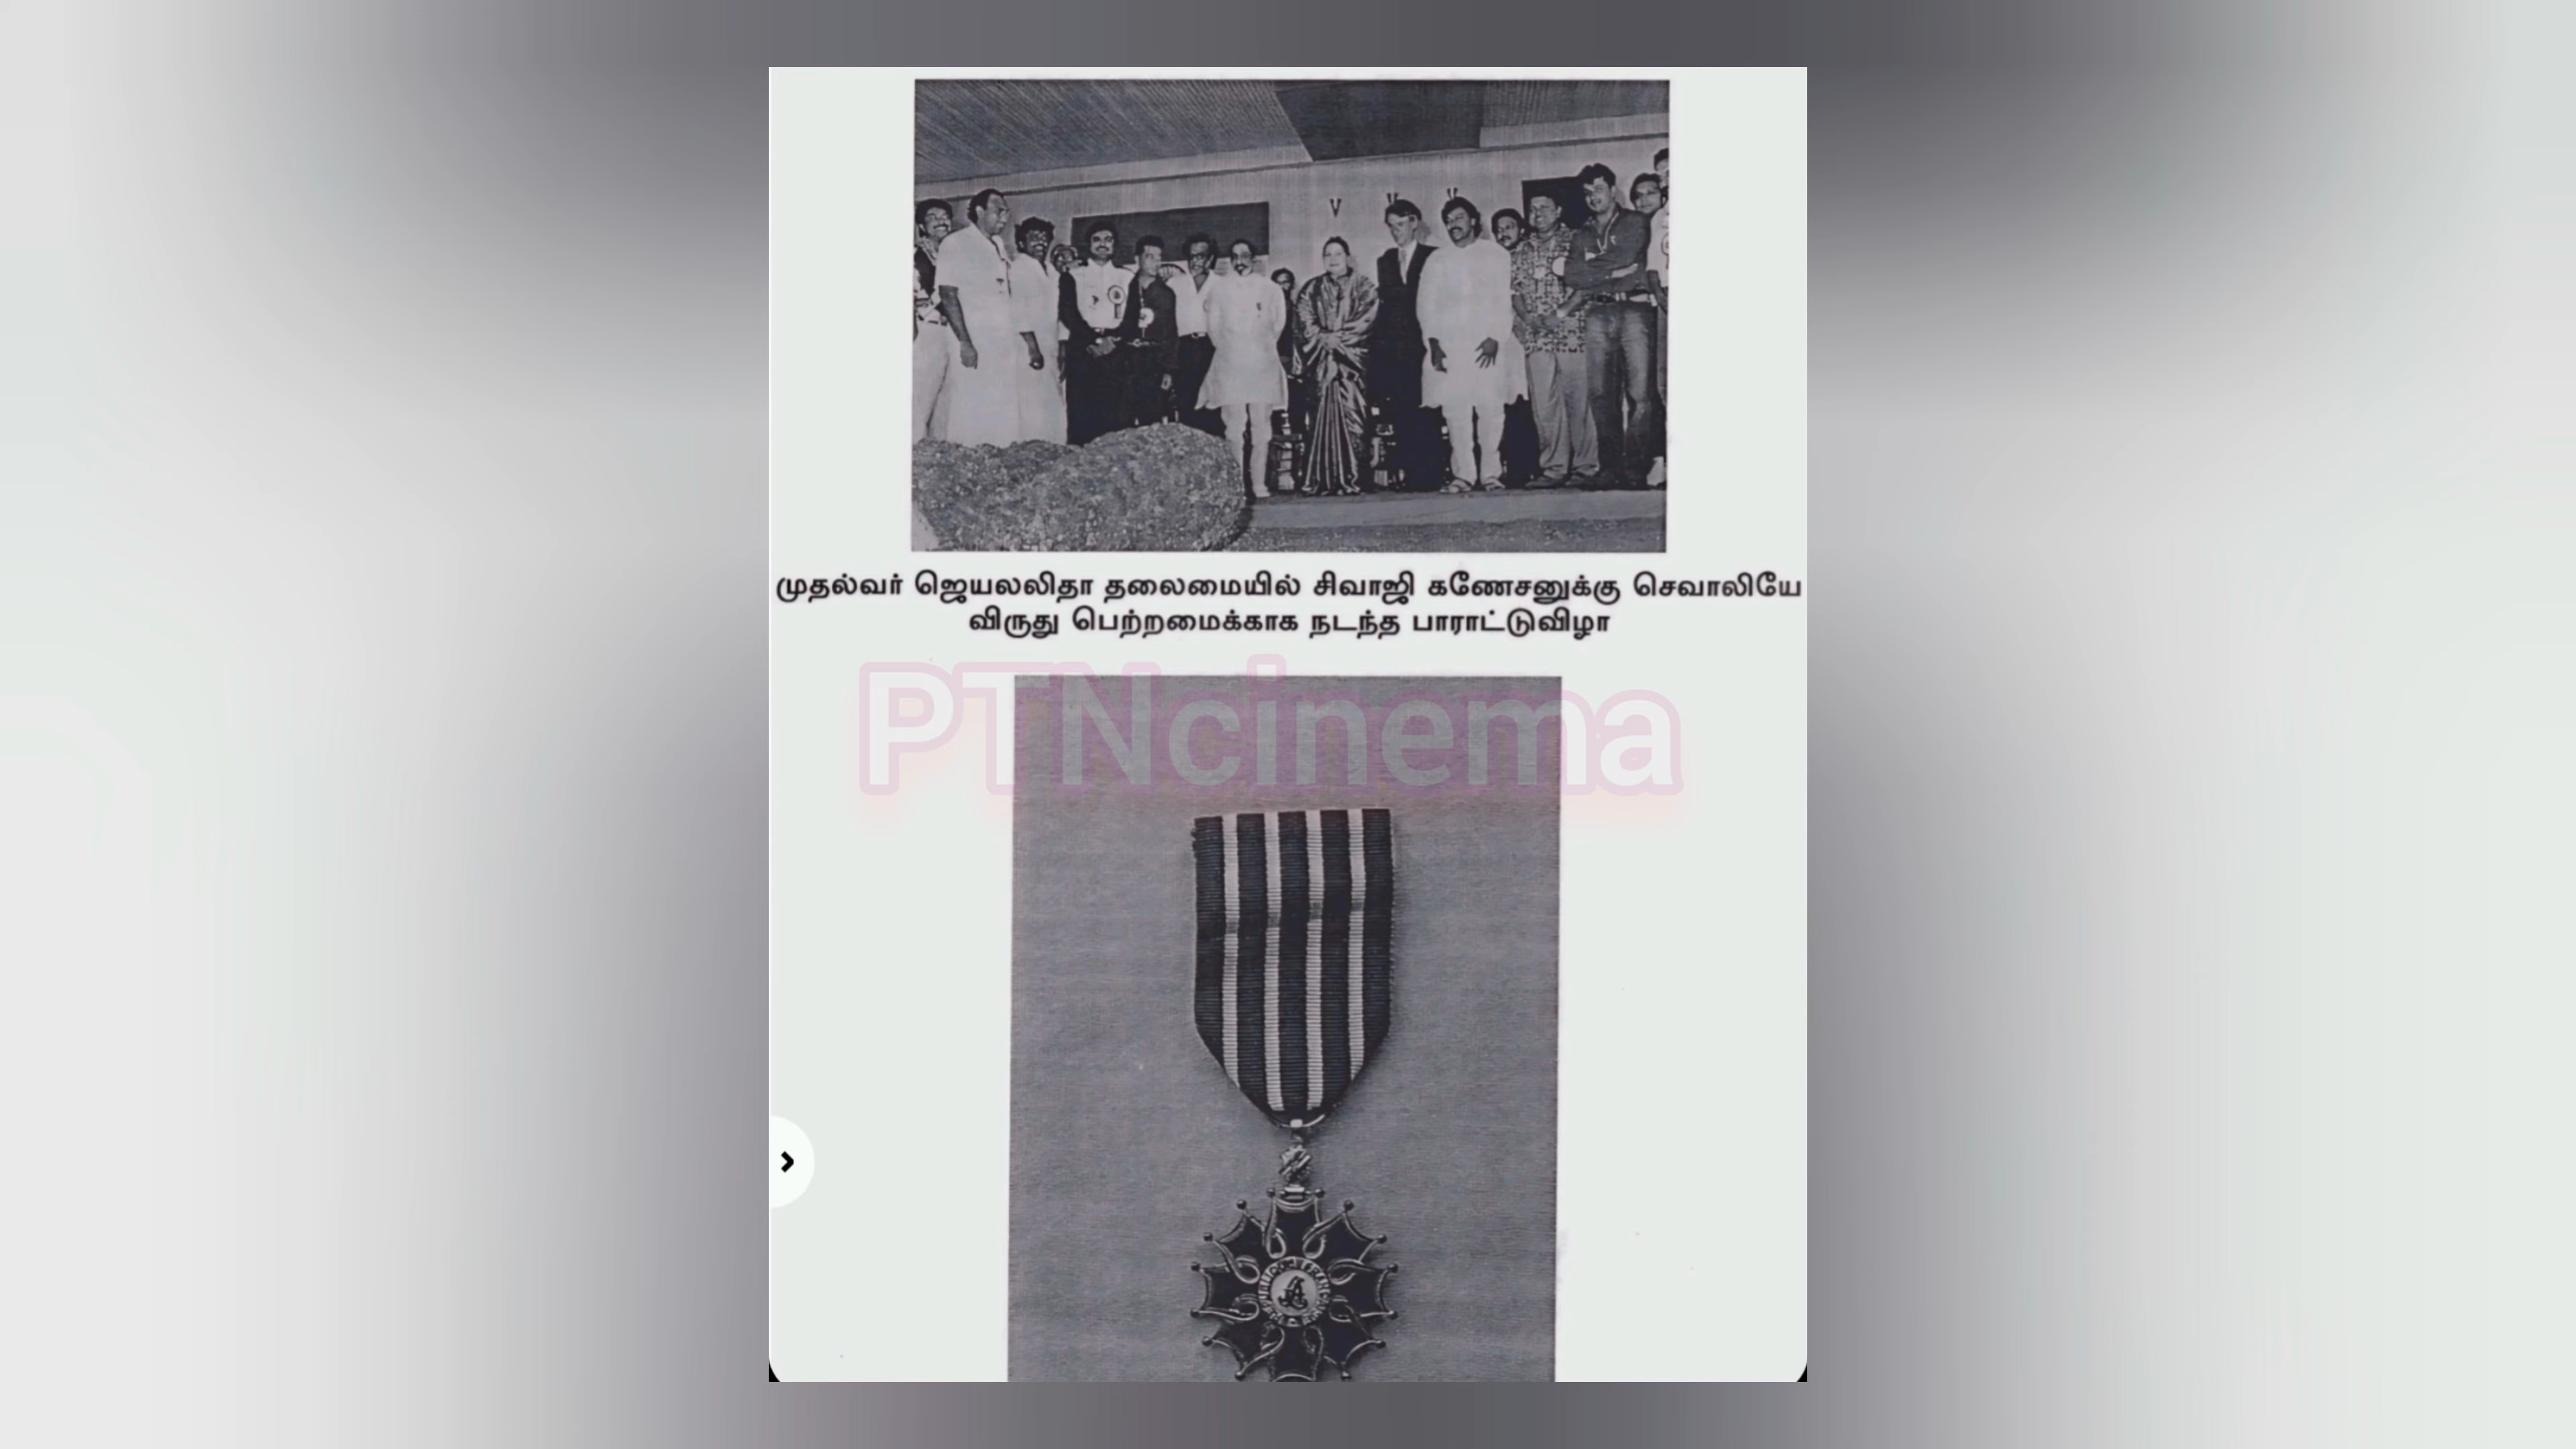 முதல்வர் ஜெயலலிதா தலைமையில் சிவாஜி கணேசனுக்கு செவாலியே
விருது பெற்றமைக்காக நடந்த பாராட்டுவிழா
PTNcinema